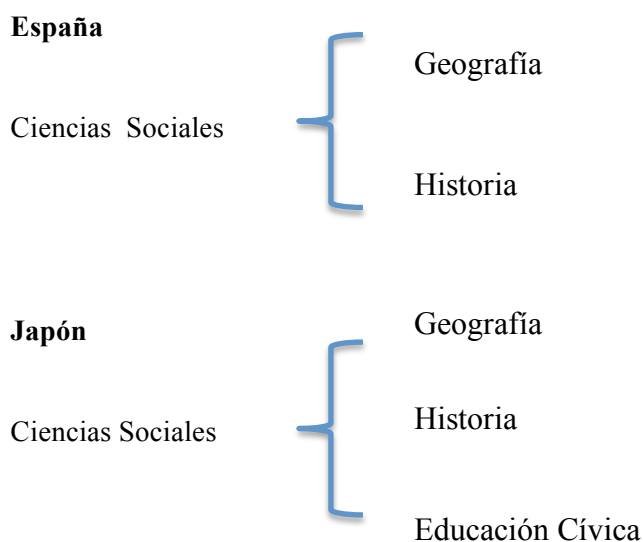 España
Geografía
Ciencias Sociales
Historia
Japón
Geografía
Ciencias Sociales
Historia
Educación Cívica